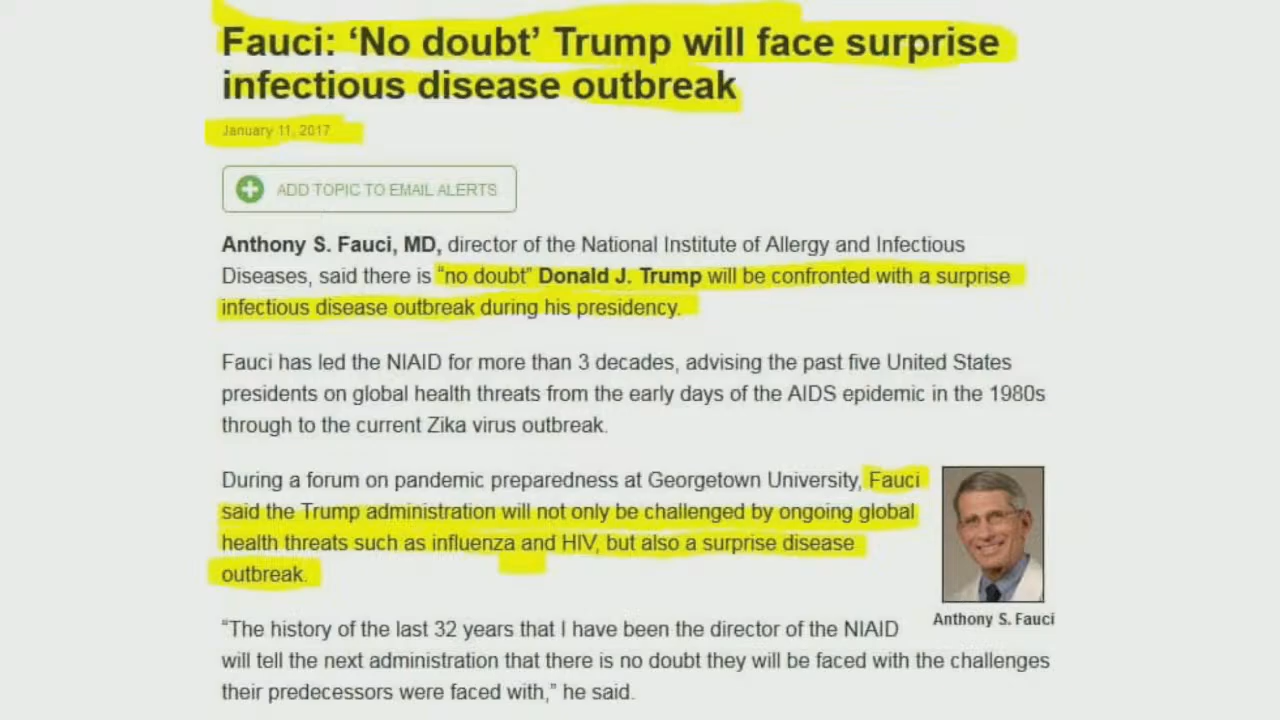 Fauci: ‘No doubt’ Trump will face surprise
infectious disease outbreak
January 11, 2017
ADD TOPIC TO EMAIL ALERTS
Anthony S. Fauci, MD, director of the National Institute of Allergy and Infectious
Diseases, said there is “no doubt” Donald J. Trump will be confronted with a surprise
infectious disease outbreak during his presidency.
Fauci has led the NIAID for more than 3 decades, advising the past five United States
presidents on global health threats from the early days of the AIDS epidemic in the 1980s
through to the current Zika virus outbreak.
During a forum on pandemic preparedness at Georgetown University, Fauci
said the Trump administration will not only be challenged by ongoing global
health threats such as influenza and HIV, but also a surprise disease
outbreak.
Anthony S. Fauci
“The history of the last 32 years that I have been the director of the NIAID
will tell the next administration that there is no doubt they will be faced with the challenges
their predecessors were faced with,” he said.